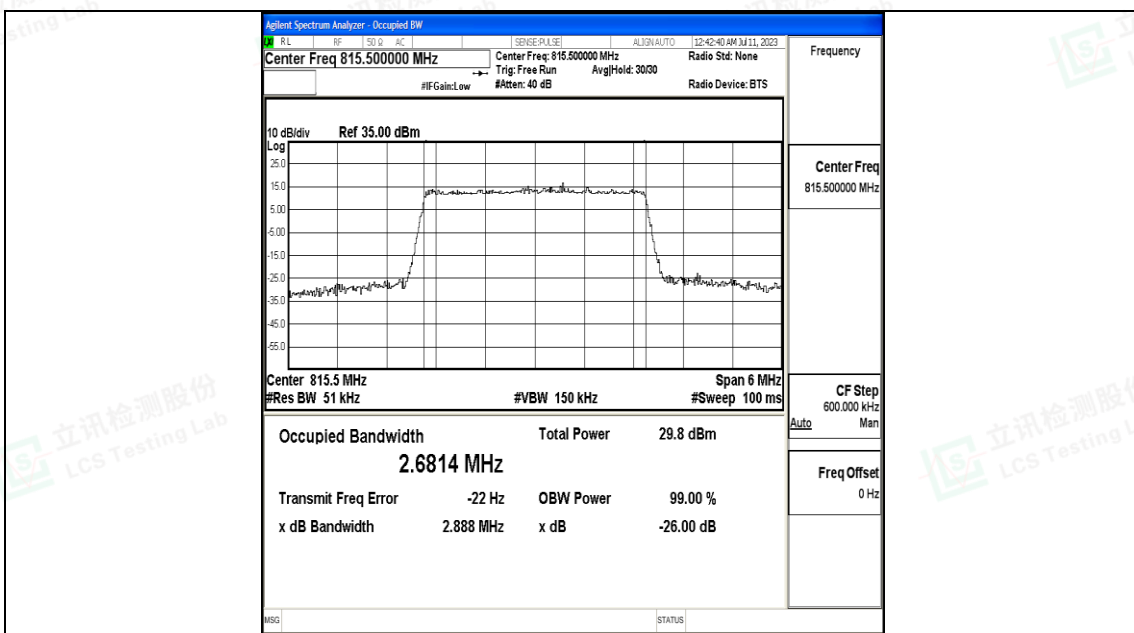 Agilent Spectrum Analyzer - Occupied BW
RL RF 50 Ω AC SENSE:PULSE ALIGN AUTO 12:42:40 AM Jul 11, 2023
Center Freq 815.500000 MHz
Center Freq: 815.500000 MHz
Radio Std: None
Trig: Free Run Avg|Hold: 30/30
#IFGain:Low #Atten: 40 dB Radio Device: BTS
10 dB/div Ref 35.00 dBm
Log
25.0
15.0
5.00
-5.00
-15.0
-25.0
-35.0
-45.0
-55.0
Center 815.5 MHz Span 6 MHz
#Res BW 51 kHz #VBW 150 kHz #Sweep 100 ms
Occupied Bandwidth Total Power 29.8 dBm
2.6814 MHz
Transmit Freq Error -22 Hz OBW Power 99.00 %
x dB Bandwidth 2.888 MHz x dB -26.00 dB
MSG STATUS
Frequency
Center Freq
815.500000 MHz
CF Step
600.000 kHz
Auto Man
Freq Offset
0 Hz
立讯检测股份
LCS Testing Lab
立讯检测股份
LCS Testing L
sting Lab
LCS
立